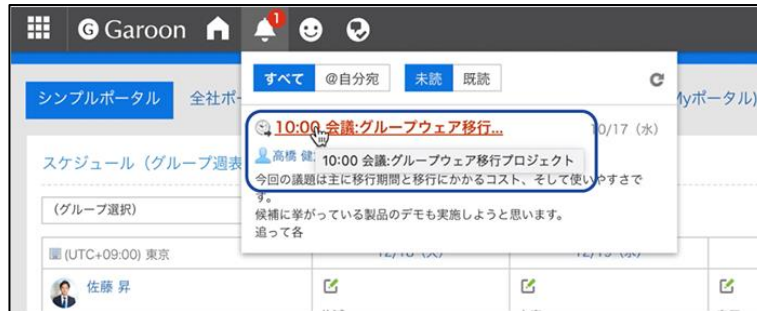 Garoon
1
すべて @自分宛 未読 既読
シンプルポータル 全社ポー Myポータル)
10:00 会議:グループウェア移行... 10/17 (水)
スケジュール (グループ週表
高橋 健
10:00 会議:グループウェア移行プロジェクト
今回の議題は主に移行期間と移行にかかるコスト、そして使いやすさで
す。
(グループ選択)
候補に挙がっている製品のデモも実施しようと思います。
追って各
(UTC+09:00) 東京
佐藤 昇